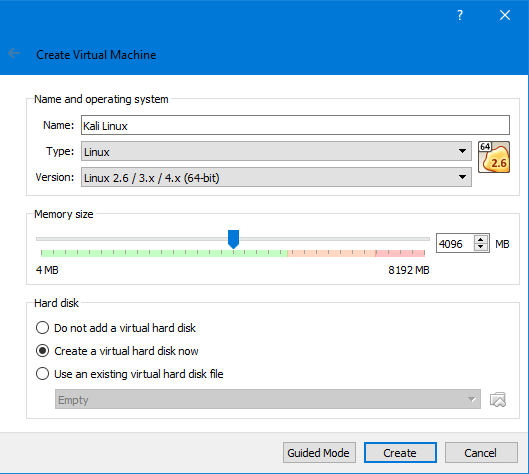 ?
Create Virtual Machine
Name and operating system
Name: Kali Linux
Type: Linux
64
2.6
Version: Linux 2.6 / 3.x / 4.x (64-bit)
Memory size
4096 MB
4 MB 8192 MB
Hard disk
Do not add a virtual hard disk
Create a virtual hard disk now
Use an existing virtual hard disk file
Empty
Guided Mode Create Cancel